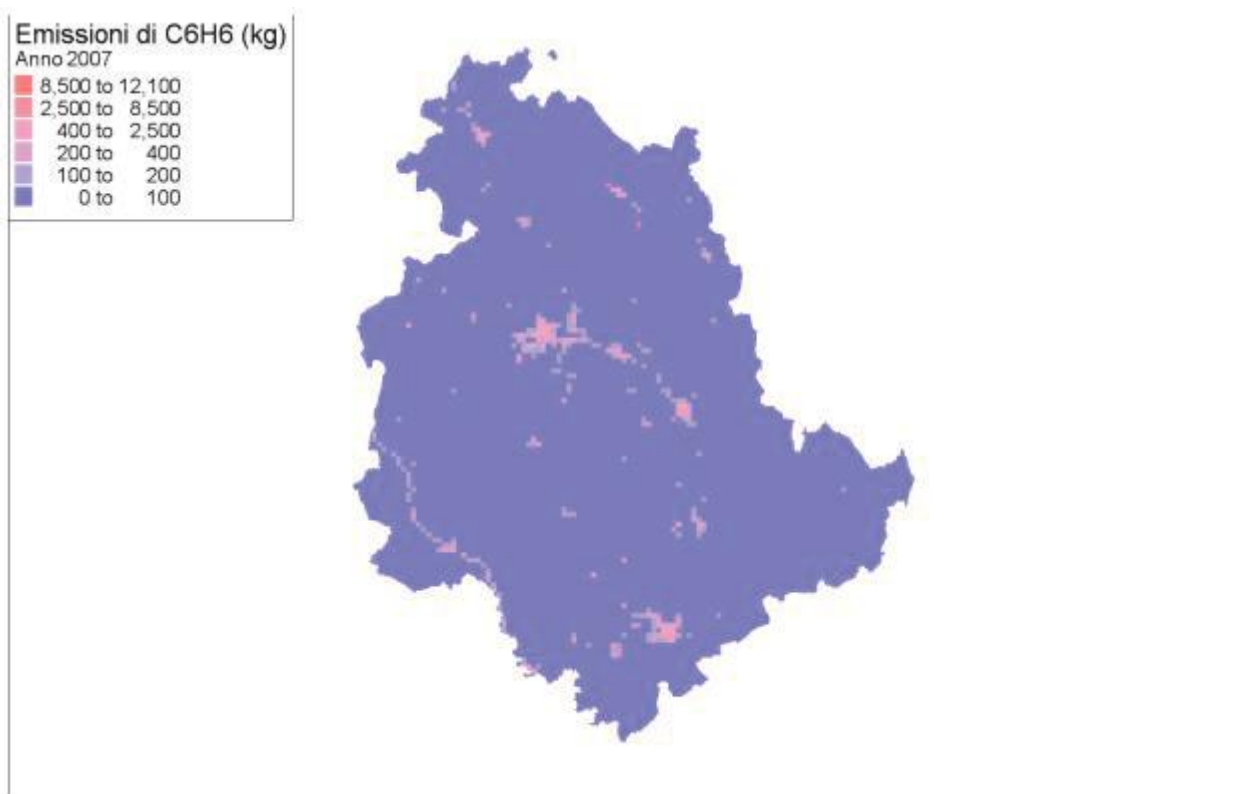 Emissioni di C6H6 (kg)
Anno 2007
8,500 to 12,100
2,500 to 8,500
400 to 2,500
200 to 400
100 to 200
0 to 100